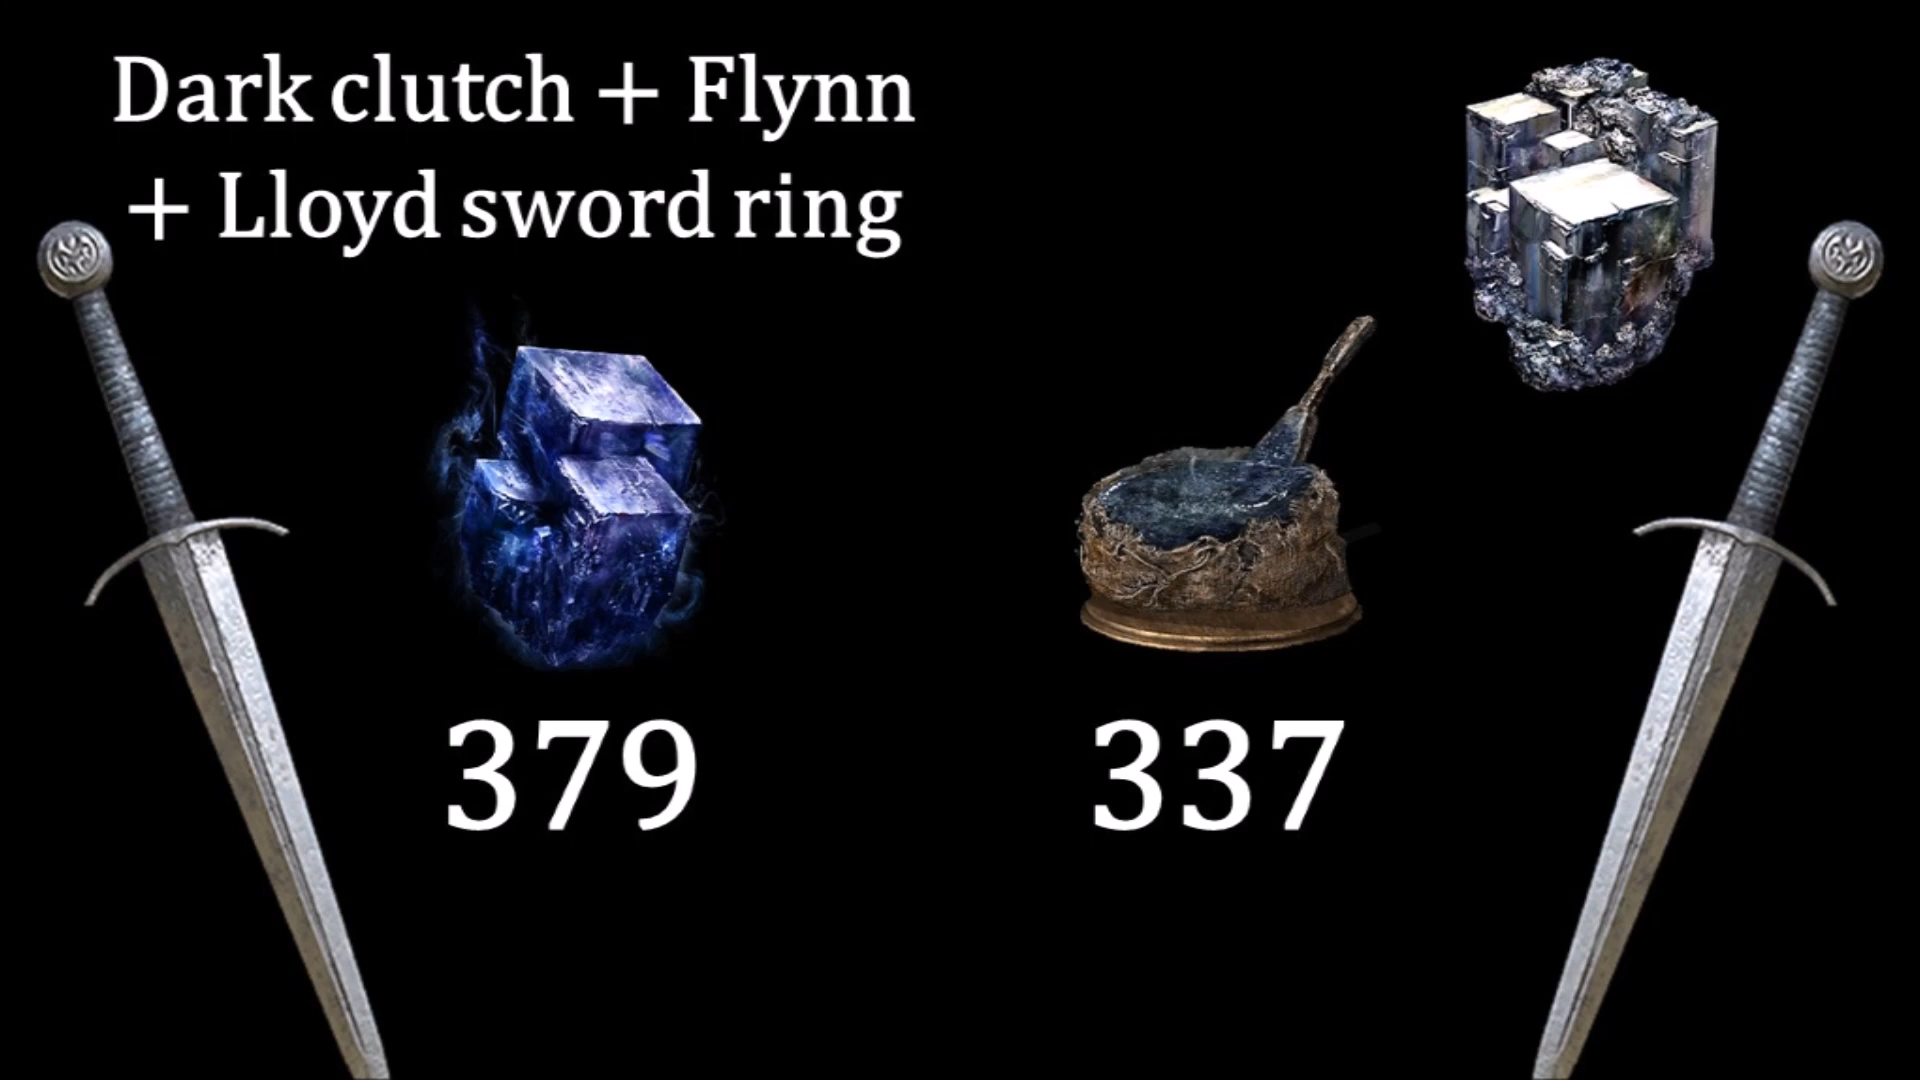 Dark clutch + Flynn
+ Lloyd sword ring
379
337